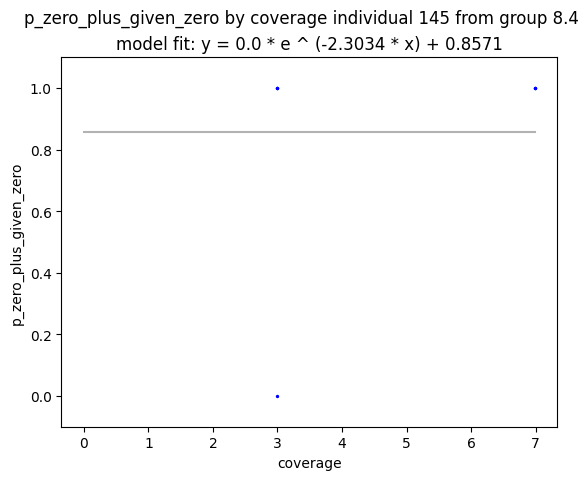 p_zero_plus_given_zero by coverage individual 145 from group 8.4
model fit: y = 0.0 * e ^ (-2.3034 * x) + 0.8571
1.0
0.8
0.6
0.4
0.2
0.0
p_zero_plus_given_zero
0 1 2 3 4 5 6 7
coverage